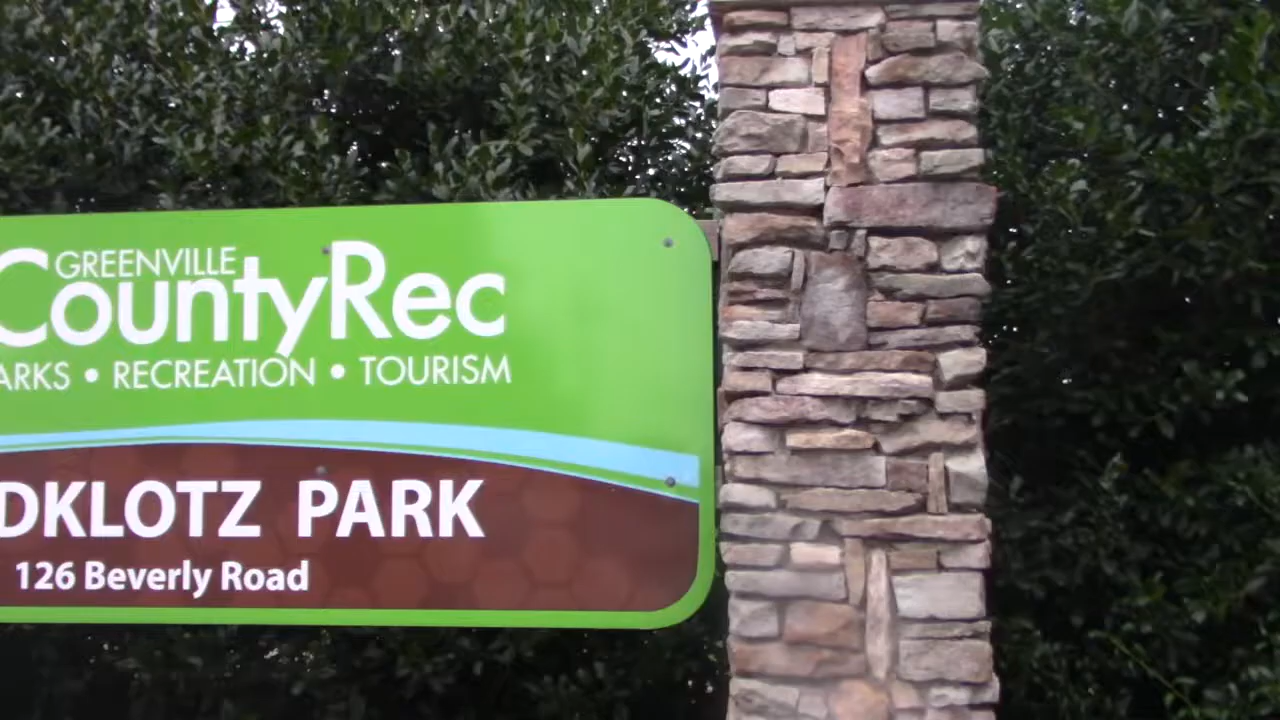 GREENVILLE
CountyRec
ARKS • RECREATION • TOURISM
DKLOTZ PARK
126 Beverly Road